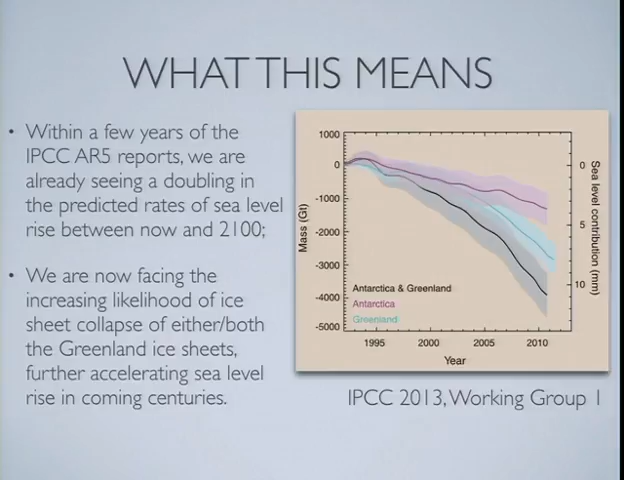 WHAT THIS MEANS
• Within a few years of the
IPCC AR5 reports, we are
already seeing a doubling in
the predicted rates of sea level
rise between now and 2100;
• We are now facing the
increasing likelihood of ice
sheet collapse of either/both
the Greenland ice sheets,
further accelerating sea level
rise in coming centuries.
1000
0
-1000
-2000
-3000
-4000
-5000
Mass (Gt)
Antarctica & Greenland
Antarctica
Greenland
1995
2000
2005
2010
Year
0
5
10
Sea level contribution (mm)
IPCC 2013, Working Group 1